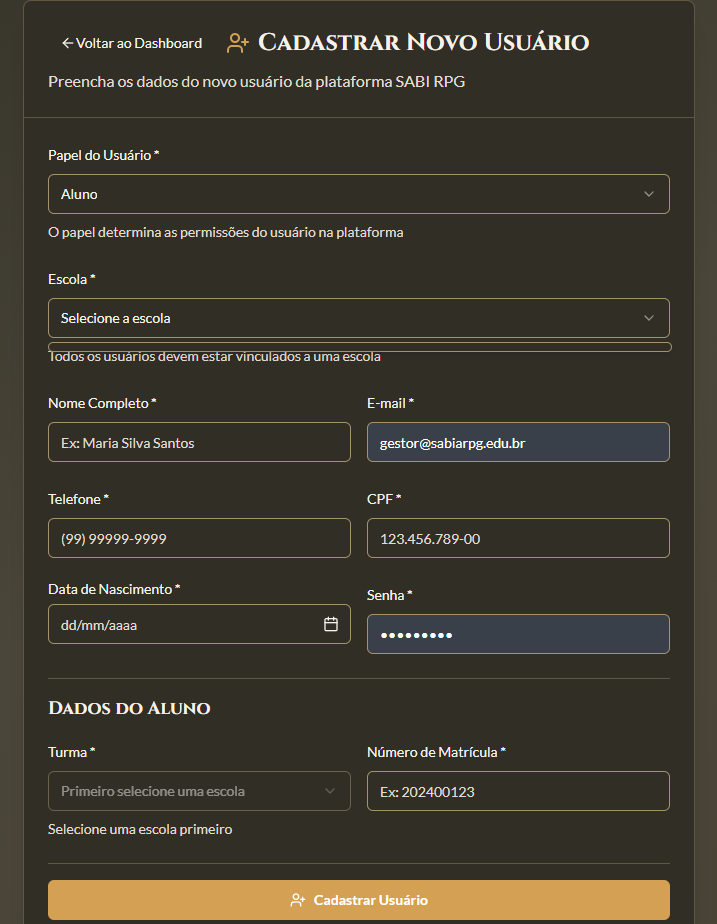 Voltar ao Dashboard
Cadastrar Novo Usuário
Preencha os dados do novo usuário da plataforma SABI RPG
Papel do Usuário *
Aluno
O papel determina as permissões do usuário na plataforma
Escola *
Selecione a escola
Todos os usuários devem estar vinculados a uma escola
Nome Completo * E-mail *
Ex: Maria Silva Santos gestor@sabiarpg.edu.br
Telefone * CPF *
(99) 99999-9999 123.456.789-00
Data de Nascimento * Senha *
dd/mm/aaaa •••••••••
Dados do Aluno
Turma * Número de Matrícula *
Primeiro selecione uma escola Ex: 202400123
Selecione uma escola primeiro
Cadastrar Usuário